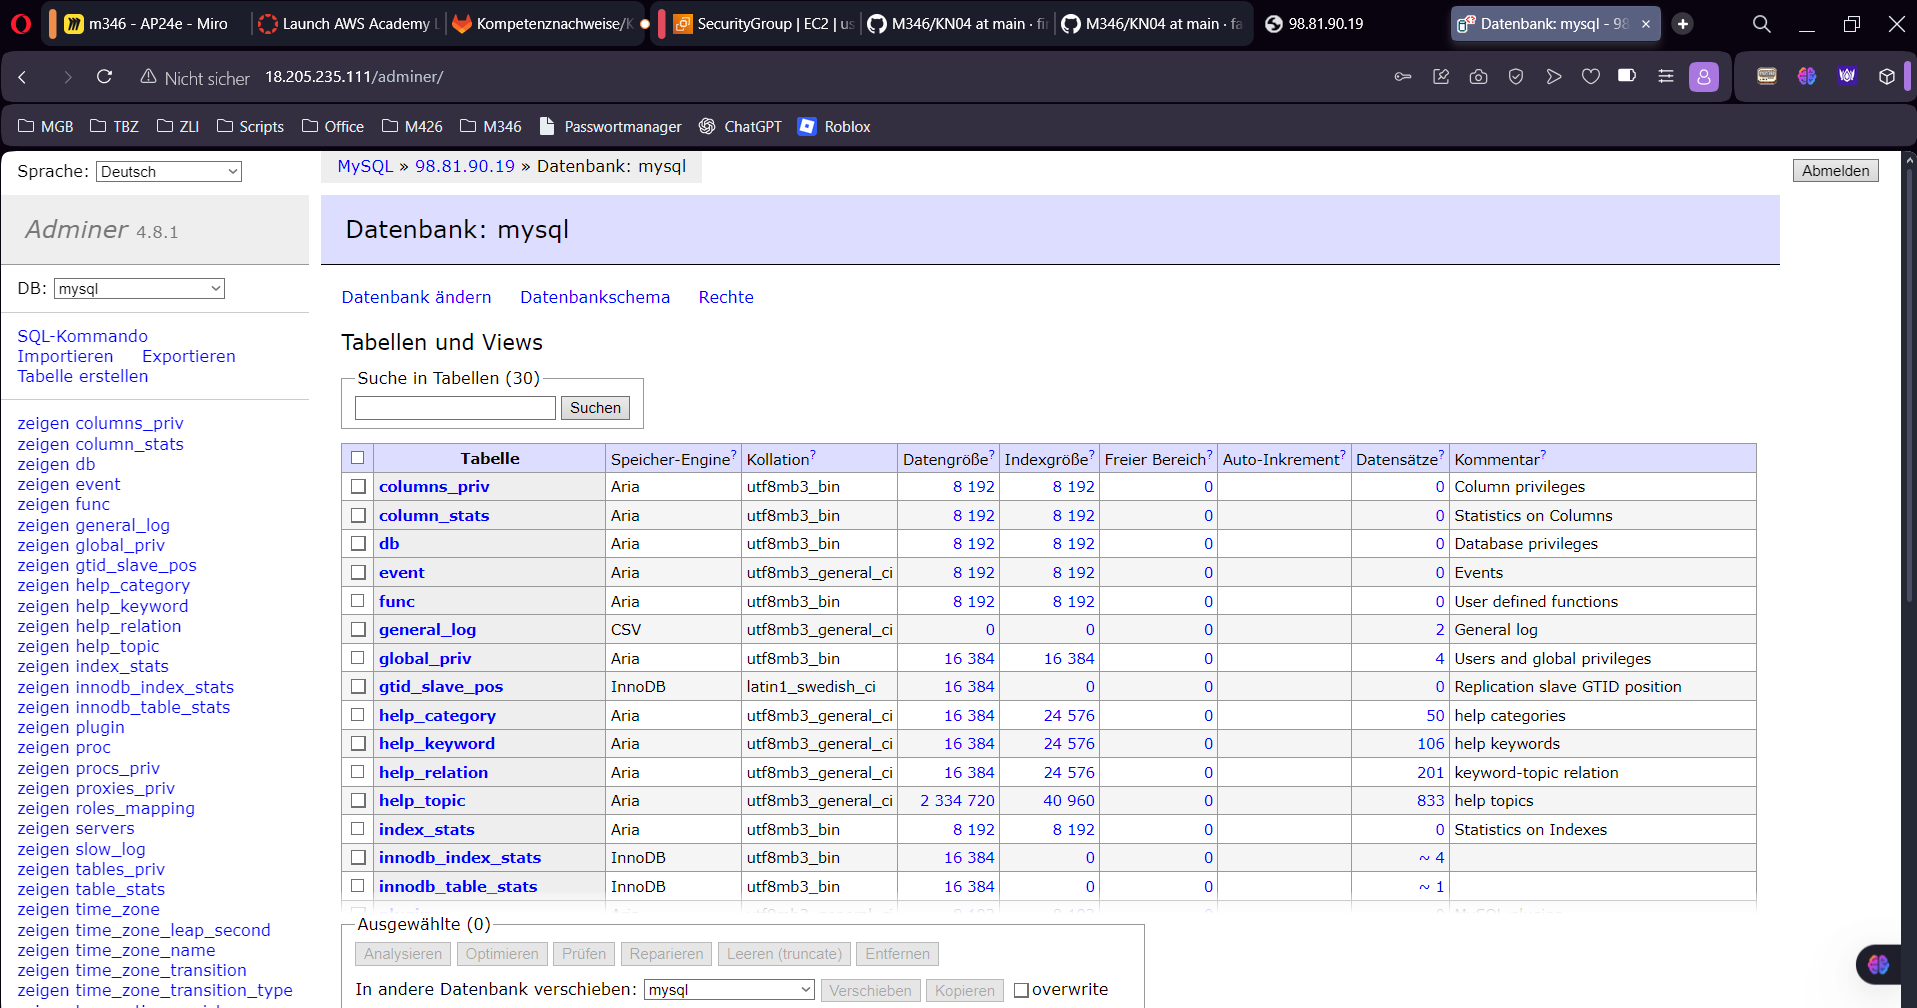 m346 - AP24e - Miro
Launch AWS Academy L
Kompetenznachweise/K
SecurityGroup | EC2 | us
M346/KN04 at main · fir
M346/KN04 at main · fa
98.81.90.19
Datenbank: mysql - 98
Nicht sicher 18.205.235.111/adminer/
MGB TBZ ZLI Scripts Office M426 M346 Passwortmanager ChatGPT Roblox
Sprache: Deutsch
MySQL » 98.81.90.19 » Datenbank: mysql
Abmelden
Adminer 4.8.1
Datenbank: mysql
DB: mysql
SQL-Kommando
Importieren Exportieren
Tabelle erstellen
zeigen columns_priv
zeigen column_stats
zeigen db
zeigen event
zeigen func
zeigen general_log
zeigen global_priv
zeigen gtid_slave_pos
zeigen help_category
zeigen help_keyword
zeigen help_relation
zeigen help_topic
zeigen index_stats
zeigen innodb_index_stats
zeigen innodb_table_stats
zeigen plugin
zeigen proc
zeigen procs_priv
zeigen proxies_priv
zeigen roles_mapping
zeigen servers
zeigen slow_log
zeigen tables_priv
zeigen table_stats
zeigen time_zone
zeigen time_zone_leap_second
zeigen time_zone_name
zeigen time_zone_transition
zeigen time_zone_transition_type
Datenbank ändern Datenbankschema Rechte
Tabellen und Views
Suche in Tabellen (30)
Suchen
Tabelle Speicher-Engine? Kollation? Datengröße? Indexgröße? Freier Bereich? Auto-Inkrement? Datensätze? Kommentar?
columns_priv Aria utf8mb3_bin 8 192 8 192 0 0 Column privileges
column_stats Aria utf8mb3_bin 8 192 8 192 0 0 Statistics on Columns
db Aria utf8mb3_bin 8 192 8 192 0 0 Database privileges
event Aria utf8mb3_general_ci 8 192 8 192 0 0 Events
func Aria utf8mb3_bin 8 192 8 192 0 0 User defined functions
general_log CSV utf8mb3_general_ci 0 0 0 2 General log
global_priv Aria utf8mb3_bin 16 384 16 384 0 4 Users and global privileges
gtid_slave_pos InnoDB latin1_swedish_ci 16 384 0 0 0 Replication slave GTID position
help_category Aria utf8mb3_general_ci 16 384 24 576 0 50 help categories
help_keyword Aria utf8mb3_general_ci 16 384 24 576 0 106 help keywords
help_relation Aria utf8mb3_general_ci 16 384 24 576 0 201 keyword-topic relation
help_topic Aria utf8mb3_general_ci 2 334 720 40 960 0 833 help topics
index_stats Aria utf8mb3_bin 8 192 8 192 0 0 Statistics on Indexes
innodb_index_stats InnoDB utf8mb3_bin 16 384 0 0 ~ 4
innodb_table_stats InnoDB utf8mb3_bin 16 384 0 0 ~ 1
Ausgewählte (0)
Analysieren Optimieren Prüfen Reparieren Leeren (truncate) Entfernen
In andere Datenbank verschieben: mysql Verschieben Kopieren overwrite